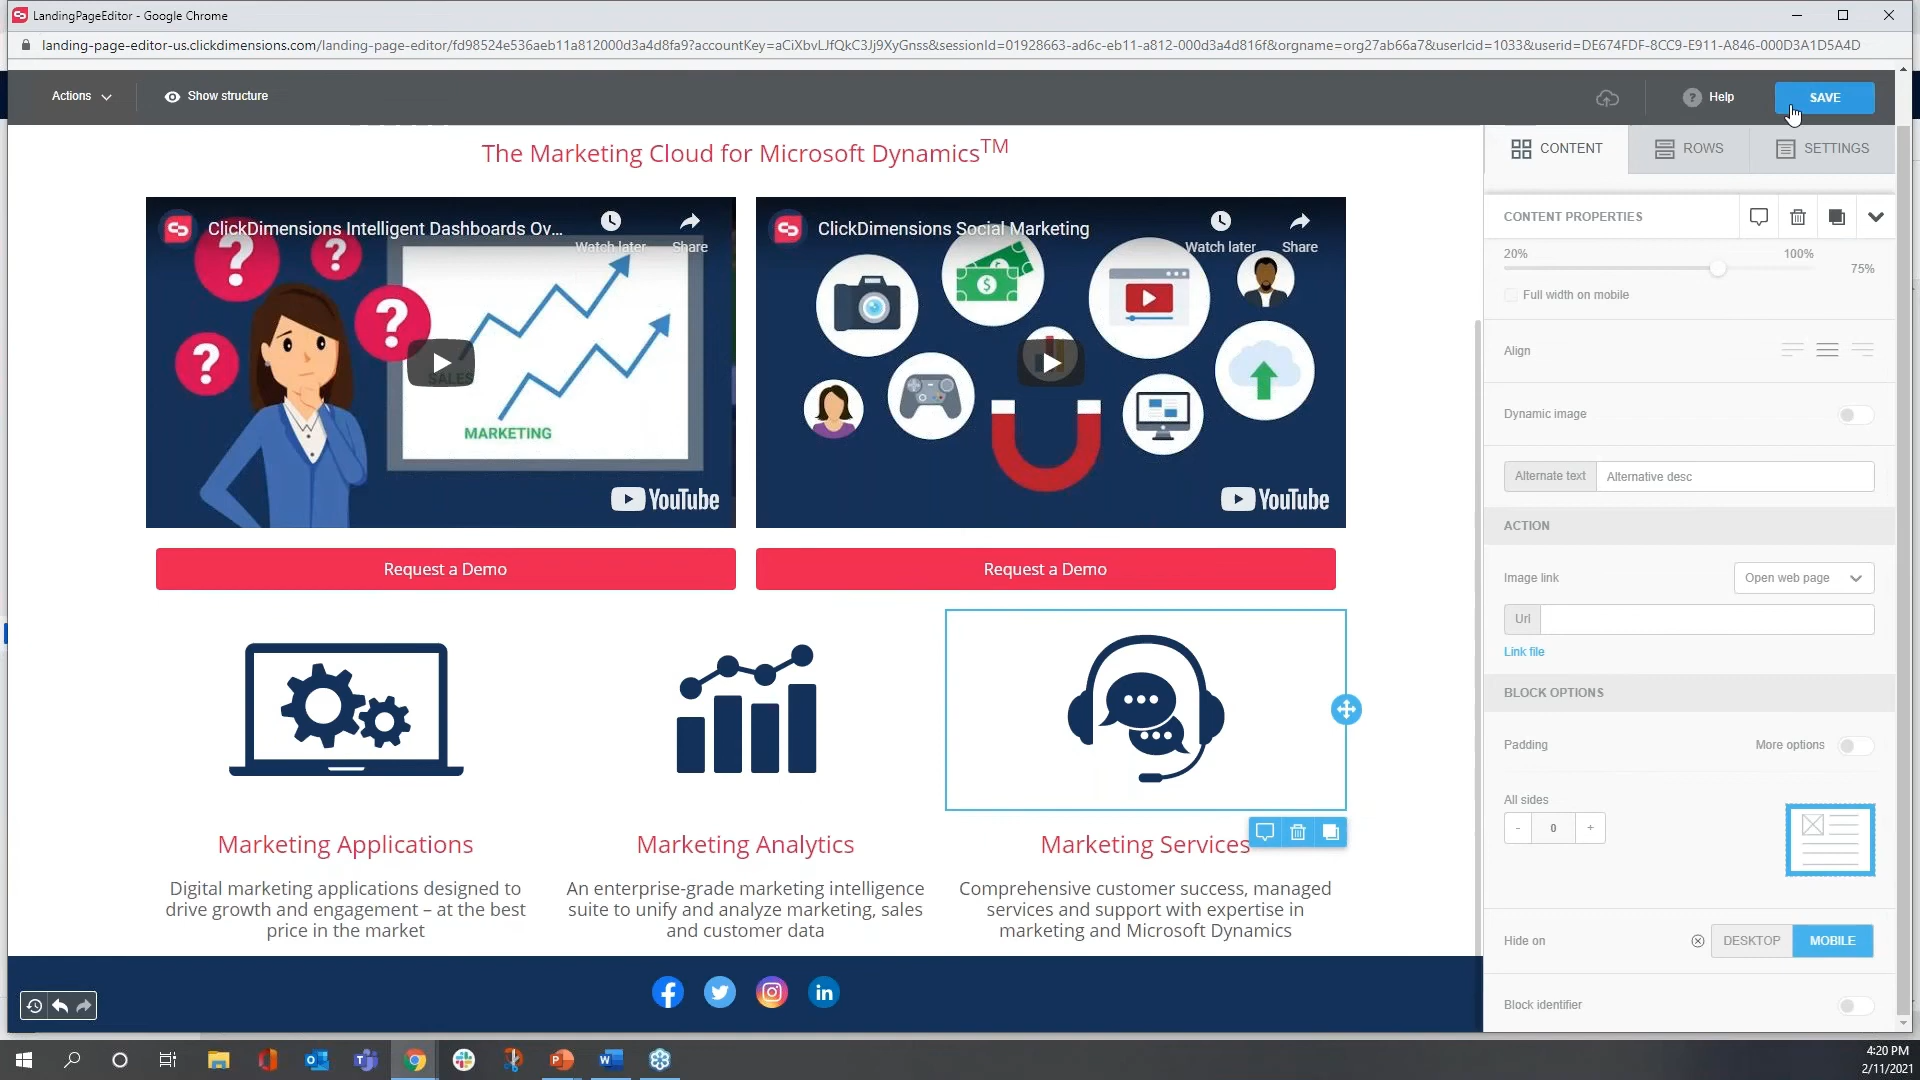 LandingPageEditor - Google Chrome
landing-page-editor-us.clickdimensions.com/landing-page-editor/fd98524e536aeb11a812000d3a4d8fa9?accountKey=aCiXbvLJfQkC3Jj9XyGnss&sessionId=01928663-ad6c-eb11-a812-000d3a4d816f&orgname=org27ab66a7&userlcid=1033&userid=DE674FDF-8CC9-E911-A846-000D3A1D5A4D
Actions
Show structure
Help
SAVE
CONTENT
ROWS
SETTINGS
The Marketing Cloud for Microsoft Dynamics™
ClickDimensions Intelligent Dashboards Ov...
Watch later
Share
SALES
MARKETING
YouTube
ClickDimensions Social Marketing
Watch later
Share
YouTube
Request a Demo
Request a Demo
Marketing Applications
Digital marketing applications designed to
drive growth and engagement – at the best
price in the market
Marketing Analytics
An enterprise-grade marketing intelligence
suite to unify and analyze marketing, sales
and customer data
Marketing Services
Comprehensive customer success, managed
services and support with expertise in
marketing and Microsoft Dynamics
CONTENT PROPERTIES
20%
100%
75%
Full width on mobile
Align
Dynamic image
Alternate text
Alternative desc
ACTION
Image link
Open web page
Url
Link file
BLOCK OPTIONS
Padding
More options
All sides
- 0 +
Hide on
DESKTOP
MOBILE
Block identifier
4:20 PM
2/11/2021